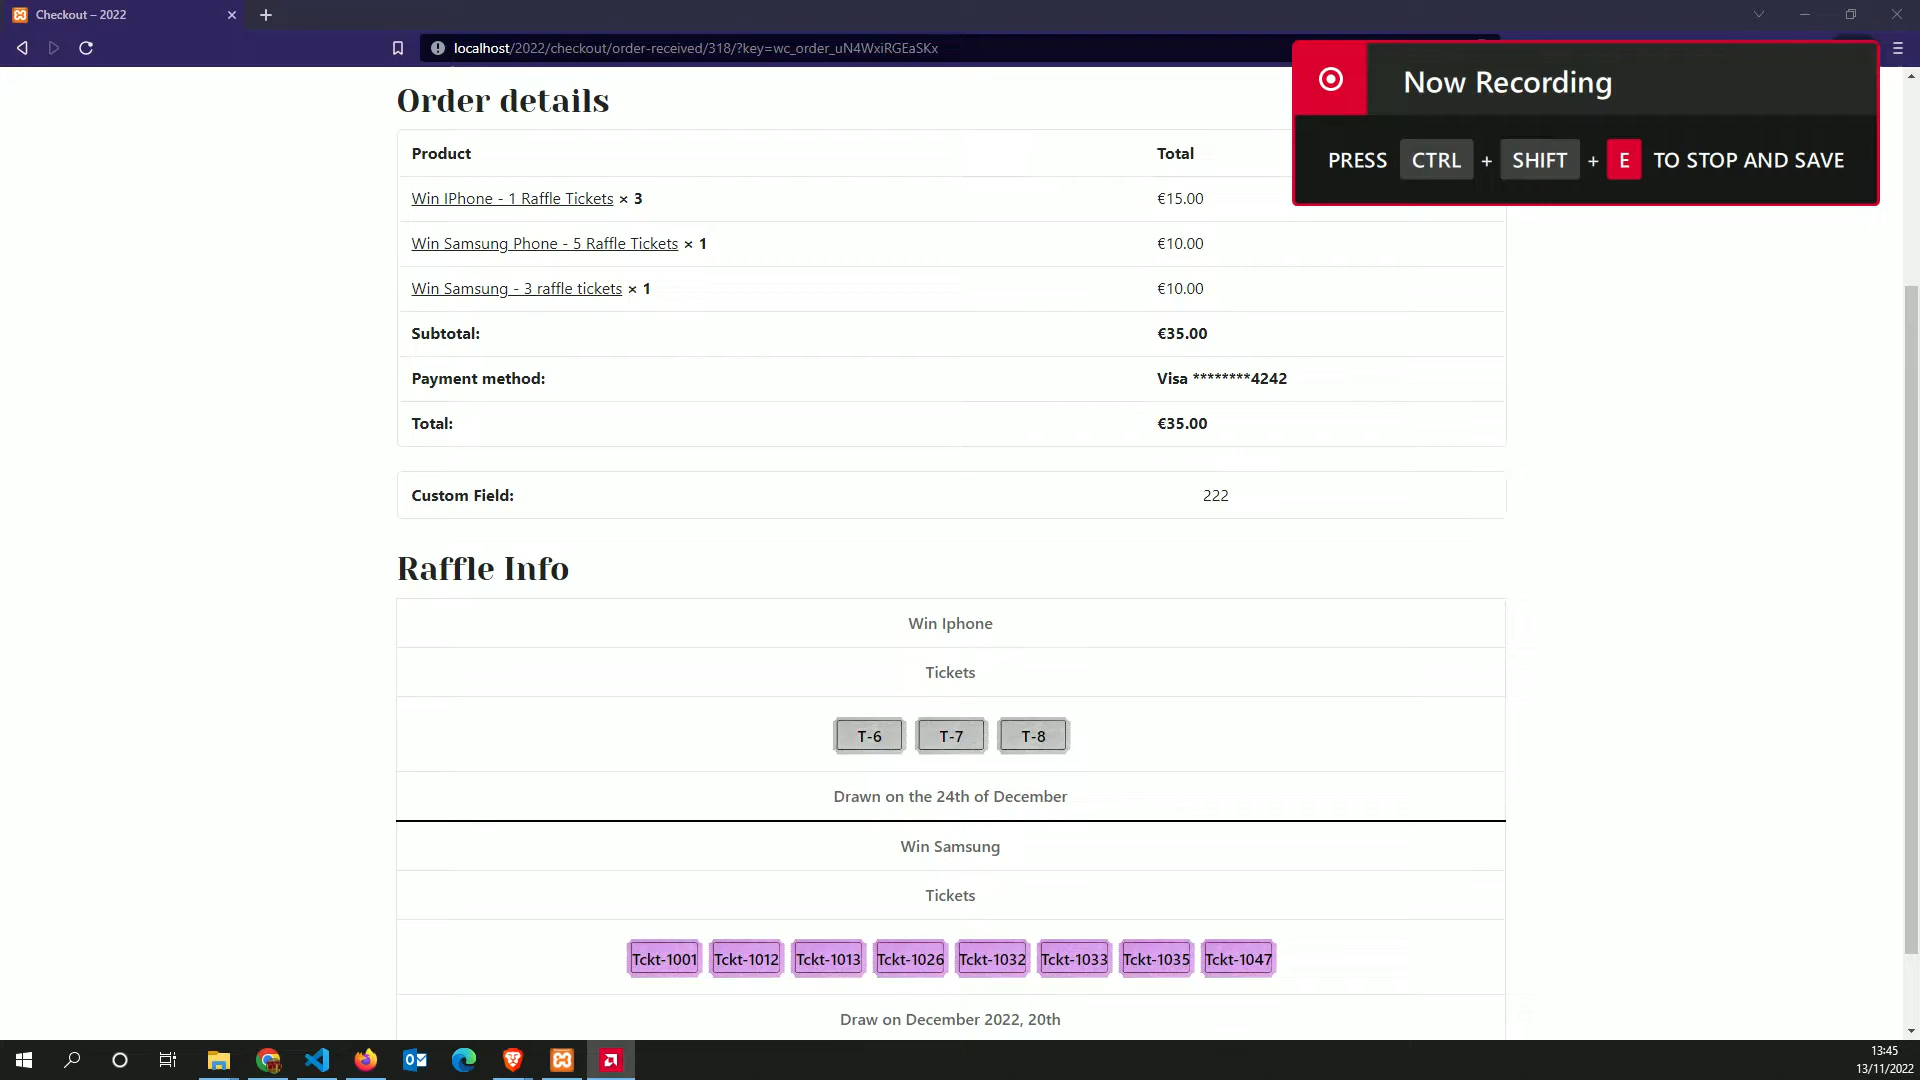 Checkout – 2022
localhost/2022/checkout/order-received/318/?key=wc_order_uN4WxiRGEaSKx
Now Recording
PRESS CTRL + SHIFT + E TO STOP AND SAVE
Order details
Product Total
Win IPhone - 1 Raffle Tickets × 3 €15.00
Win Samsung Phone - 5 Raffle Tickets × 1 €10.00
Win Samsung - 3 raffle tickets × 1 €10.00
Subtotal: €35.00
Payment method: Visa ********4242
Total: €35.00
Custom Field: 222
Raffle Info
Win Iphone
Tickets
T-6 T-7 T-8
Drawn on the 24th of December
Win Samsung
Tickets
Tckt-1001 Tckt-1012 Tckt-1013 Tckt-1026 Tckt-1032 Tckt-1033 Tckt-1035 Tckt-1047
Draw on December 2022, 20th
13:45
13/11/2022